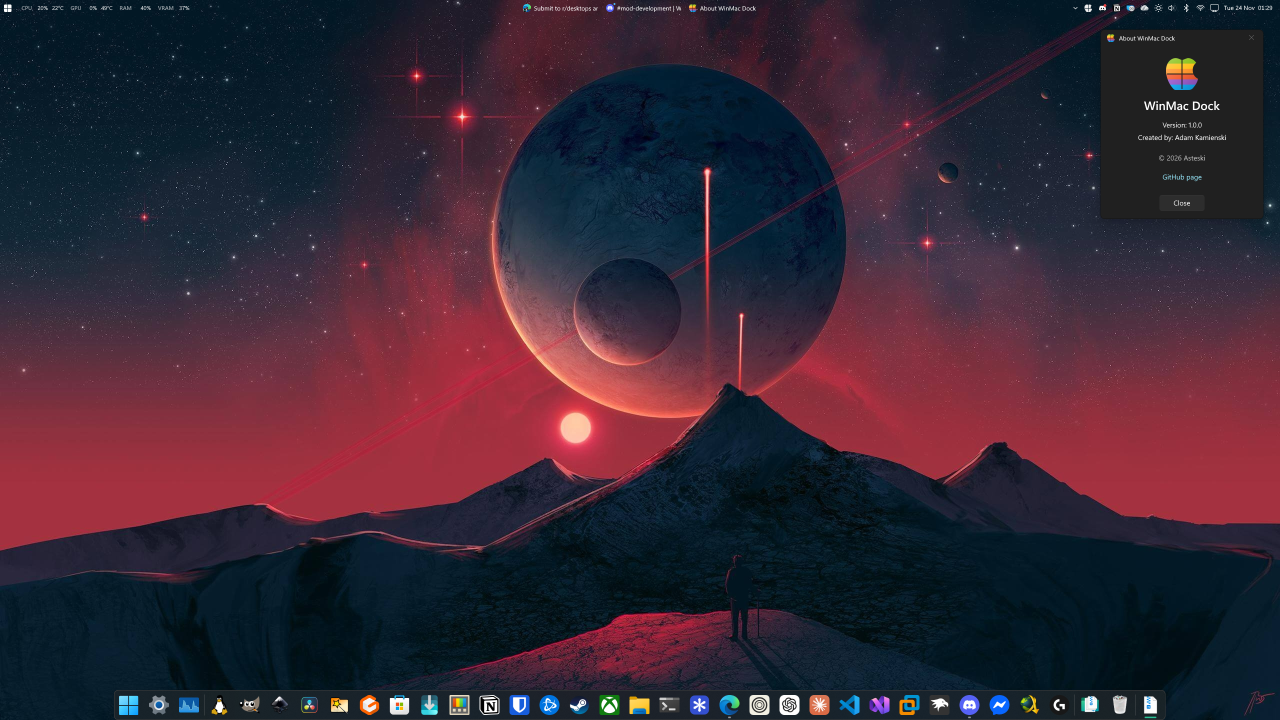 CPU 20% 22°C GPU 0% 49°C RAM 40% VRAM 37%
Submit to r/desktops ar
#mod-development | W
About WinMac Dock
Tue 24 Nov 01:29
About WinMac Dock
WinMac Dock
Version: 1.0.0
Created by: Adam Kamienski
© 2026 Asteski
GitHub page
Close